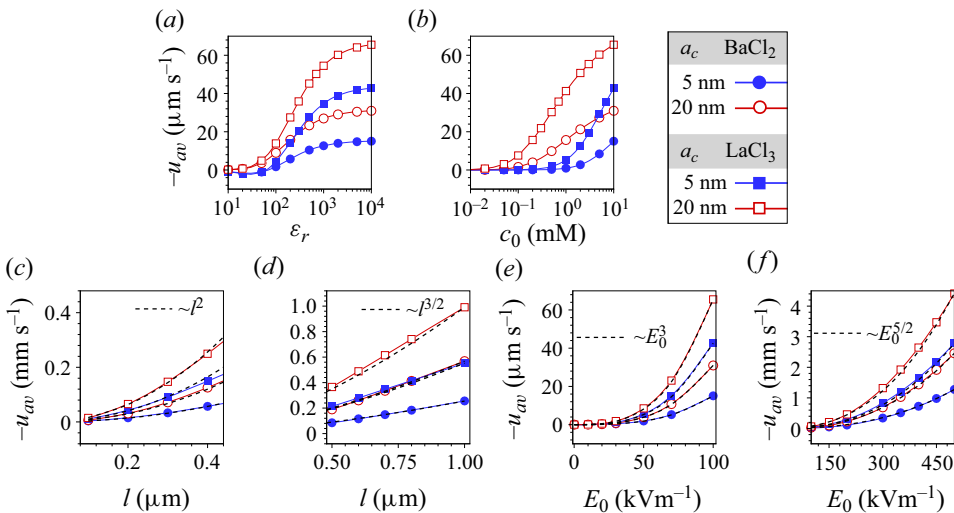 (a)
−u_av (μm s⁻¹)
60
40
20
0
10¹ 10² 10³ 10⁴
ε_r
(b)
10⁻² 10⁻¹ 10⁰ 10¹
c₀ (mM)
a_c BaCl₂
5 nm
20 nm
a_c LaCl₃
5 nm
20 nm
(c)
−u_av (mm s⁻¹)
0.4
0.2
0
~l²
0.2 0.4
l (μm)
(d)
1.0
0.8
0.6
0.4
0.2
0
~l^{3/2}
0.50 0.75 1.00
l (μm)
(e)
−u_av (μm s⁻¹)
60
40
20
0
~E₀³
0 50 100
E₀ (kVm⁻¹)
(f)
−u_av (mm s⁻¹)
4
3
2
1
0
~E₀^{5/2}
150 300 450
E₀ (kVm⁻¹)